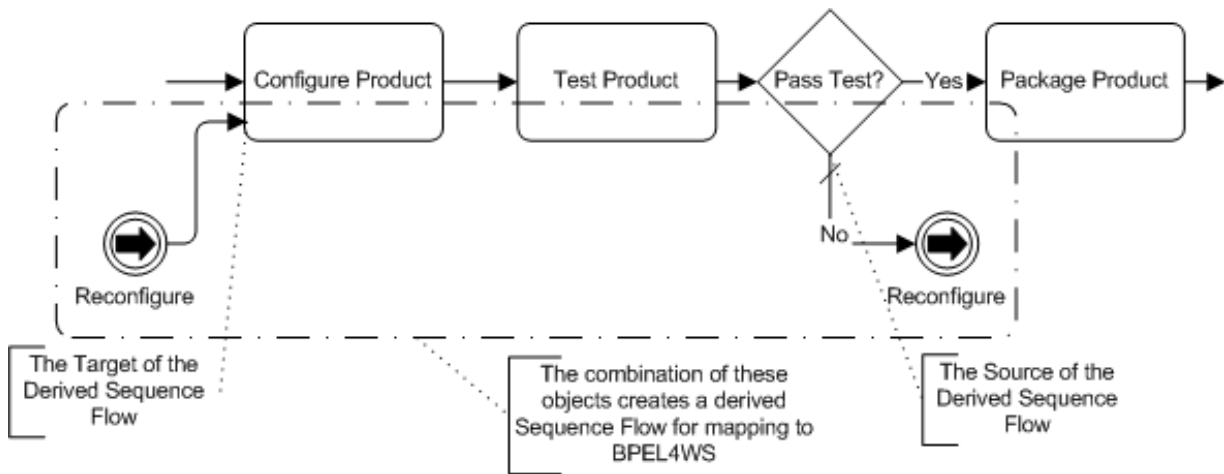 Configure Product
Test Product
Pass Test?
Yes
Package Product
No
Reconfigure
Reconfigure
The Target of the
Derived Sequence
Flow
The combination of these
objects creates a derived
Sequence Flow for mapping to
BPEL4WS
The Source of the
Derived Sequence
Flow